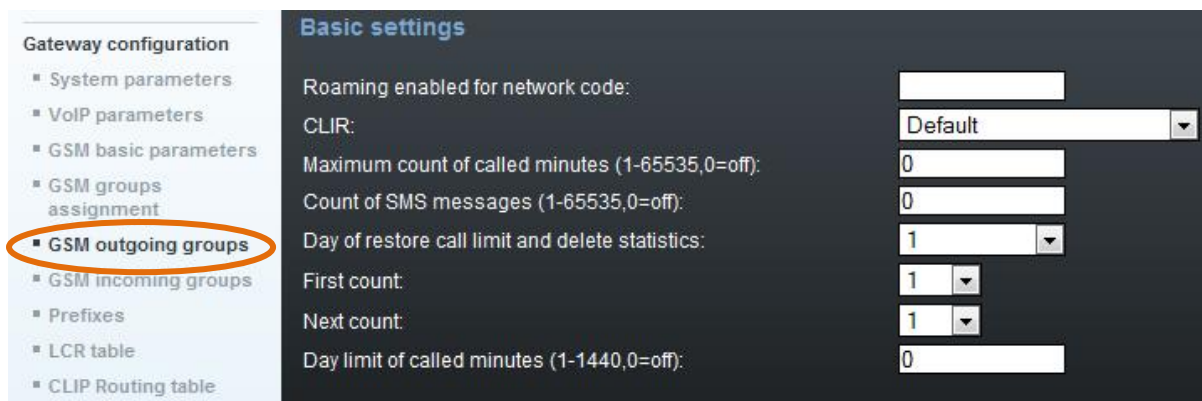 Gateway configuration
System parameters
VoIP parameters
GSM basic parameters
GSM groups
assignment
GSM outgoing groups
GSM incoming groups
Prefixes
LCR table
CLIP Routing table
Basic settings
Roaming enabled for network code:
CLIR: Default
Maximum count of called minutes (1-65535,0=off): 0
Count of SMS messages (1-65535,0=off): 0
Day of restore call limit and delete statistics: 1
First count: 1
Next count: 1
Day limit of called minutes (1-1440,0=off): 0